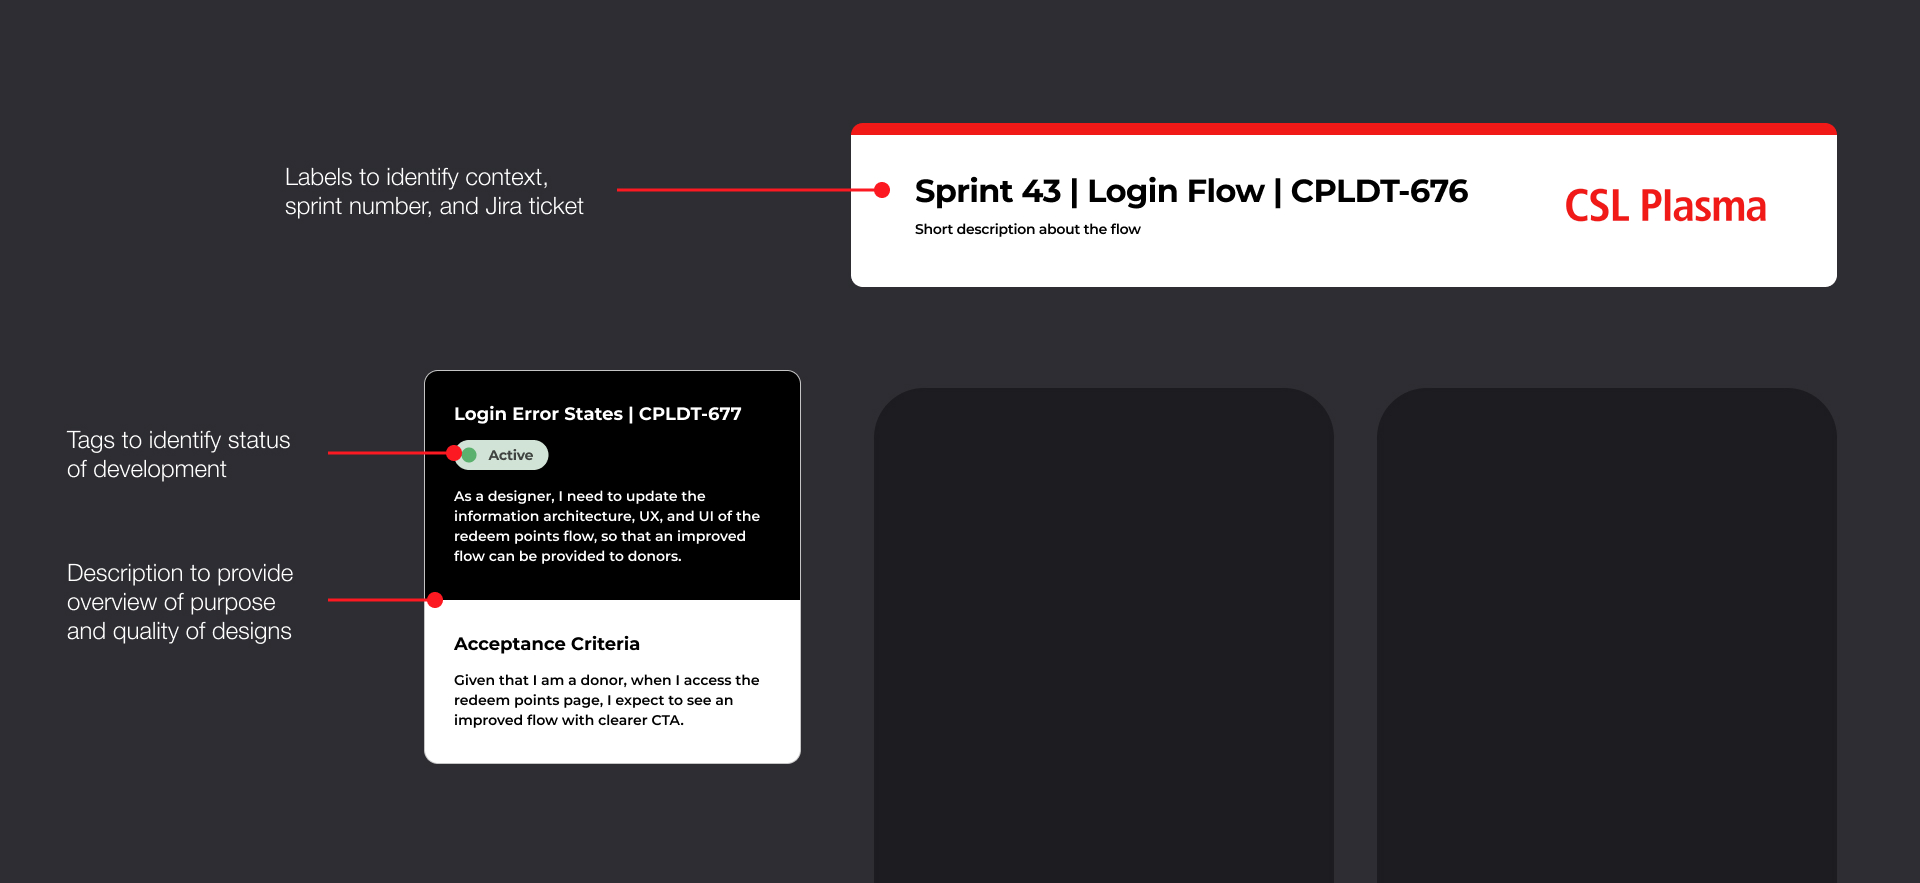 Labels to identify context,
sprint number, and Jira ticket
Sprint 43 | Login Flow | CPLDT-676
Short description about the flow
CSL Plasma
Tags to identify status
of development
Description to provide
overview of purpose
and quality of designs
Login Error States | CPLDT-677
Active
As a designer, I need to update the
information architecture, UX, and UI of the
redeem points flow, so that an improved
flow can be provided to donors.
Acceptance Criteria
Given that I am a donor, when I access the
redeem points page, I expect to see an
improved flow with clearer CTA.